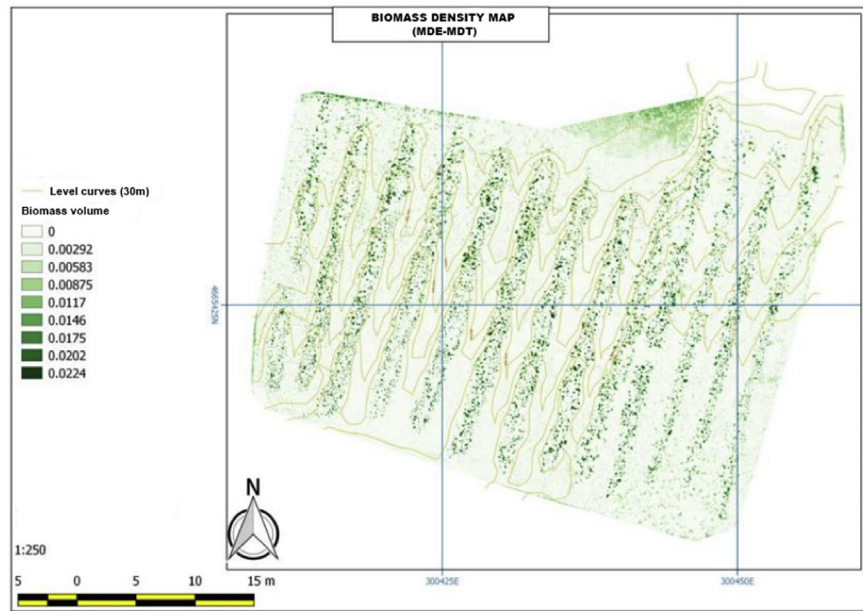 BIOMASS DENSITY MAP
(MDE-MDT)
Level curves (30m)
Biomass volume
0
0.00292
0.00583
0.00875
0.0117
0.0146
0.0175
0.0202
0.0224
4665425N
N
1:250
5 0 5 10 15 m
300425E 300450E